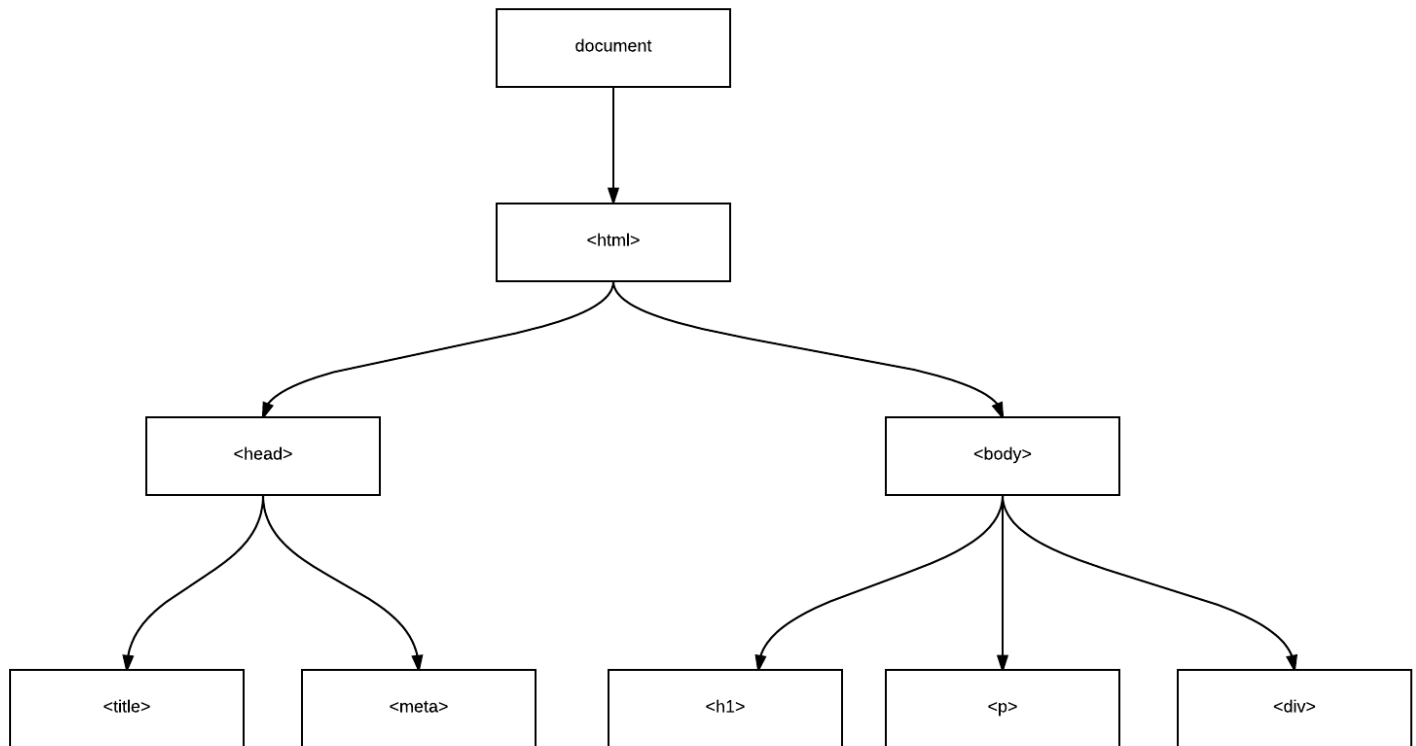 document
<html>
<head>
<body>
<title>
<meta>
<h1>
<p>
<div>